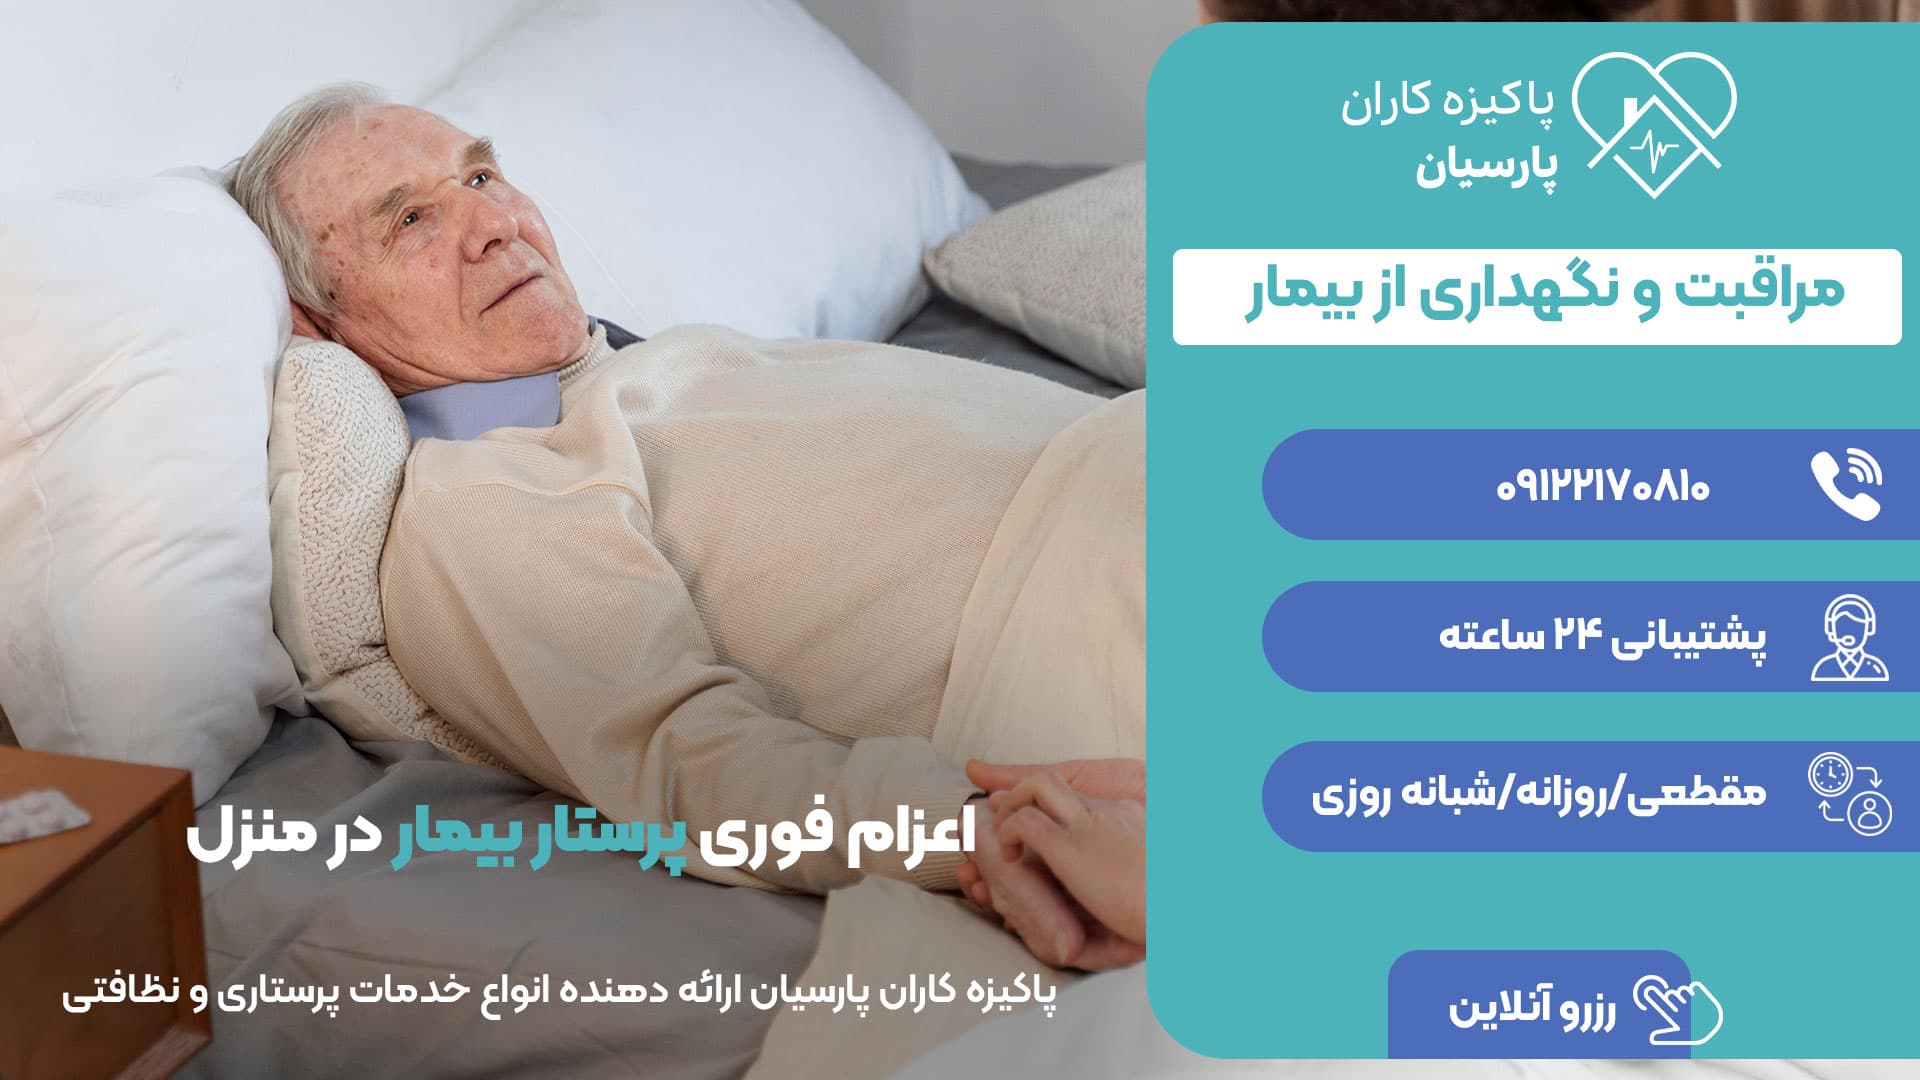 پاکیزه کاران
پارسیان
مراقبت و نگهداری از بیمار
۰۹۱۲۲۱۷۰۸۱۰
پشتیبانی ۲۴ ساعته
مقطعی/روزانه/شبانه روزی
رزرو آنلاین
اعزام فوری پرستار بیمار در منزل
پاکیزه کاران پارسیان ارائه دهنده انواع خدمات پرستاری و نظافتی